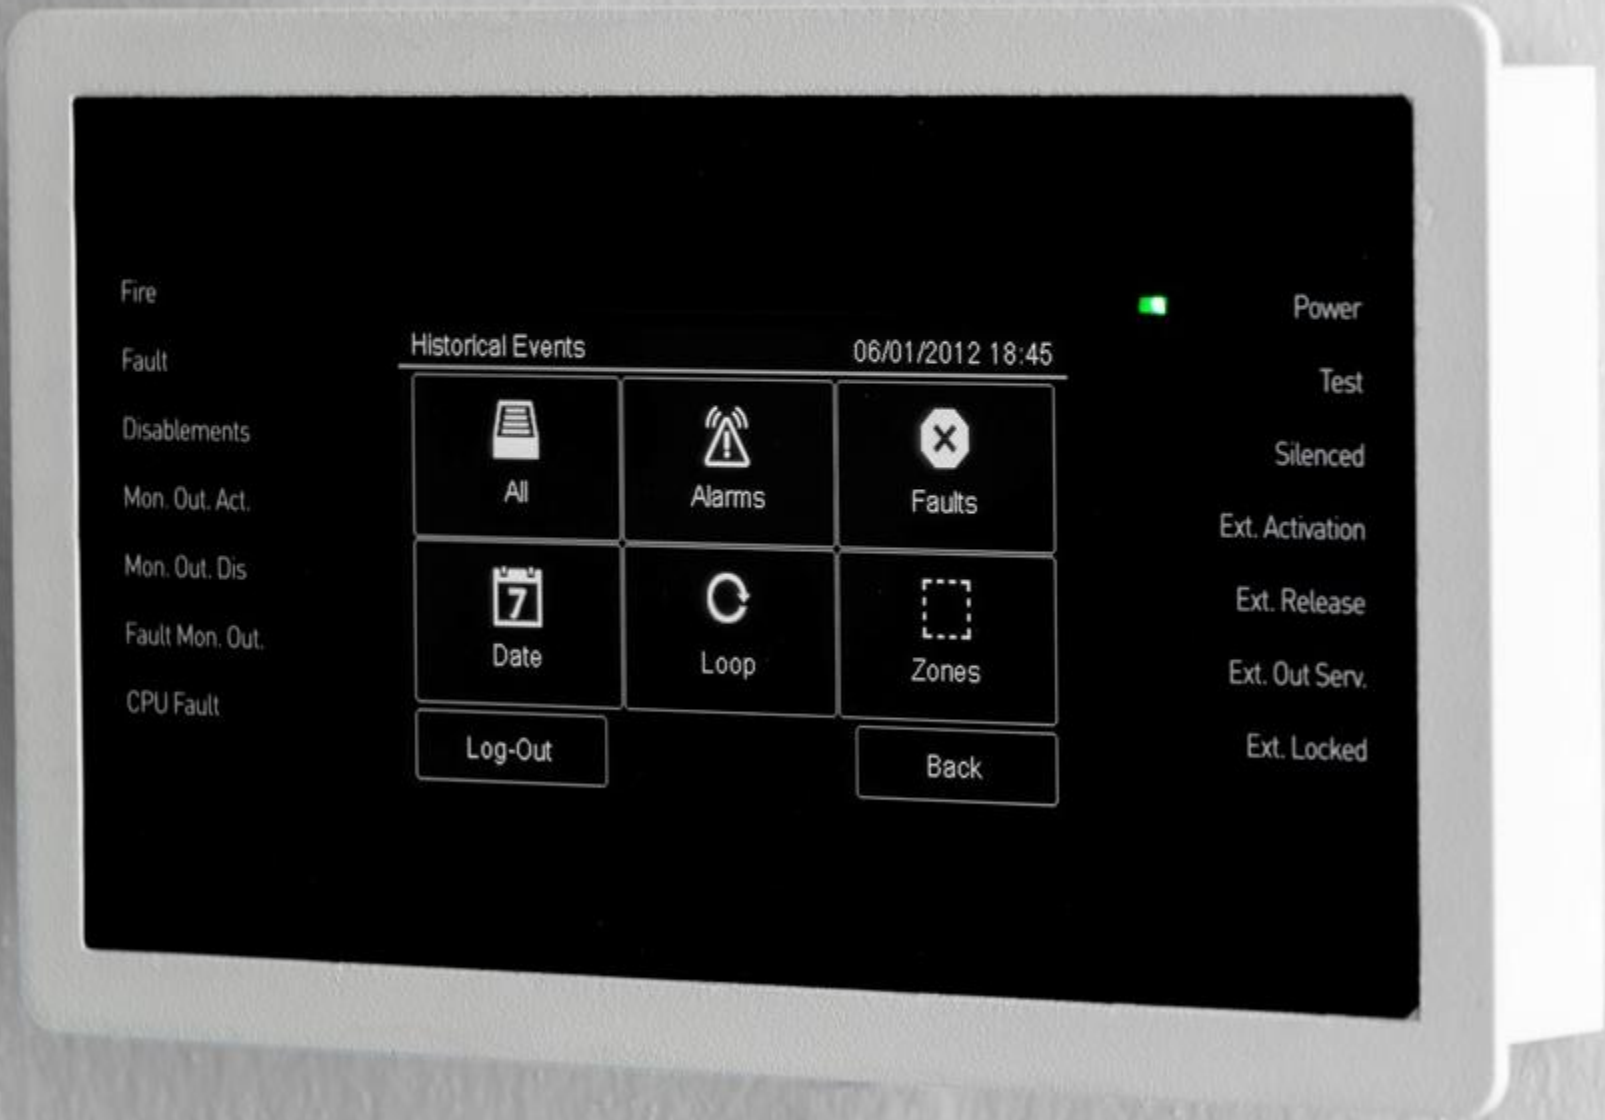 Fire
Fault
Disablements
Mon. Out. Act.
Mon. Out. Dis
Fault Mon. Out.
CPU Fault
Historical Events 06/01/2012 18:45
All Alarms Faults
7
Date Loop Zones
Log-Out Back
Power
Test
Silenced
Ext. Activation
Ext. Release
Ext. Out Serv.
Ext. Locked